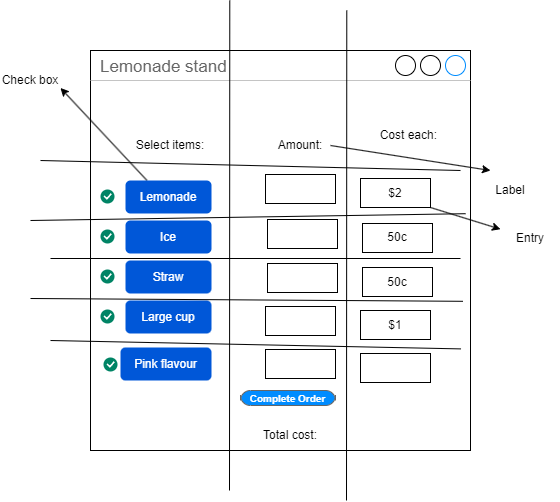 Lemonade stand
Check box
Select items:
Amount:
Cost each:
Label
Lemonade
$2
Entry
Ice
50c
Straw
50c
Large cup
$1
Pink flavour
Complete Order
Total cost: